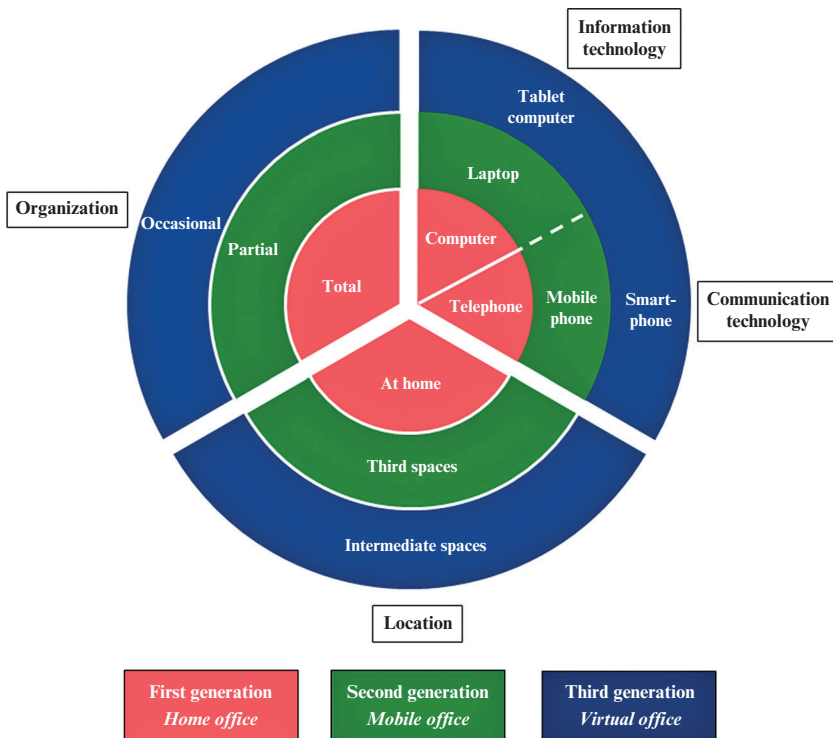 Information
technology
Tablet
computer
Laptop
Organization
Occasional
Partial
Computer
Total
Telephone
Mobile
phone
Smart-
phone
Communication
technology
At home
Third spaces
Intermediate spaces
Location
First generation
Home office
Second generation
Mobile office
Third generation
Virtual office